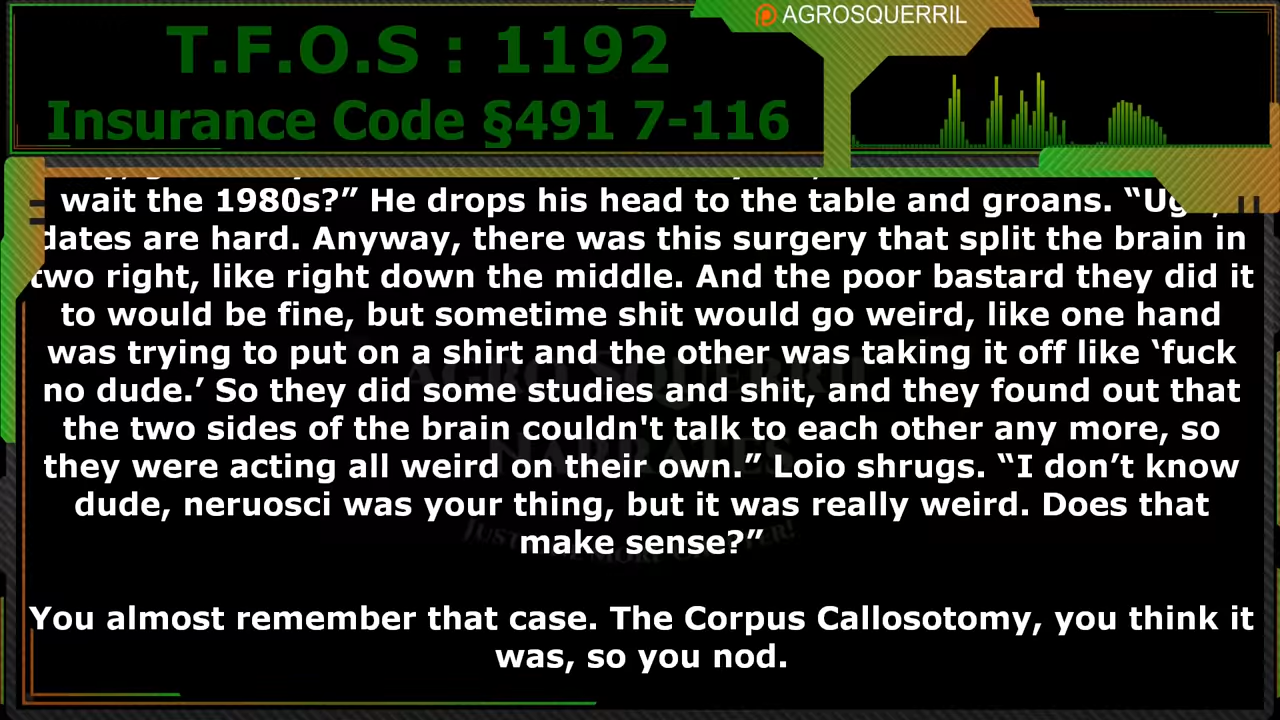 AGROSQUERRIL
T.F.O.S : 1192
Insurance Code §491 7-116
wait the 1980s?” He drops his head to the table and groans. “Ugh,
dates are hard. Anyway, there was this surgery that split the brain in
two right, like right down the middle. And the poor bastard they did it
to would be fine, but sometime shit would go weird, like one hand
was trying to put on a shirt and the other was taking it off like ‘fuck
no dude.’ So they did some studies and shit, and they found out that
the two sides of the brain couldn't talk to each other any more, so
they were acting all weird on their own.” Loio shrugs. “I don’t know
dude, neruosci was your thing, but it was really weird. Does that
make sense?”
You almost remember that case. The Corpus Callosotomy, you think it
was, so you nod.